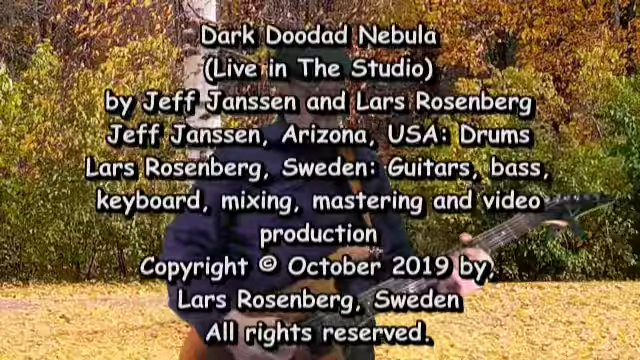 Dark Doodad Nebula
(Live in The Studio)
by Jeff Janssen and Lars Rosenberg
Jeff Janssen, Arizona, USA: Drums
Lars Rosenberg, Sweden: Guitars, bass,
keyboard, mixing, mastering and video
production
Copyright © October 2019 by,
Lars Rosenberg, Sweden
All rights reserved.